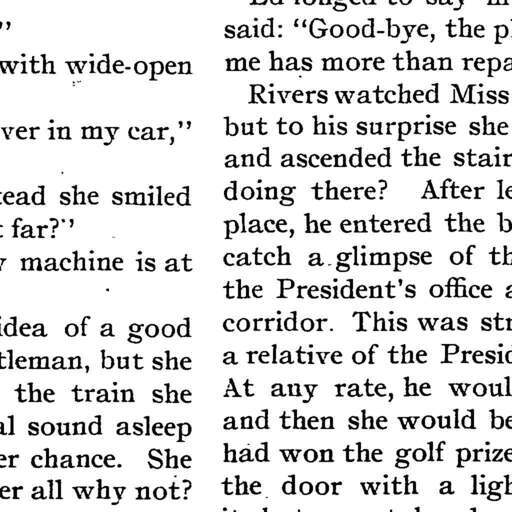 ”
with wide-open
ver in my car,”
tead she smiled
far?”
machine is at
idea of a good
tleman, but she
the train she
al sound asleep
er chance. She
er all why not?
said: “Good-bye, the
me has more than repa
Rivers watched Miss
but to his surprise she
and ascended the stair
doing there? After le
place, he entered the b
catch a glimpse of th
the President’s office a
corridor. This was str
a relative of the Presid
At any rate, he woul
and then she would be
had won the golf prize
the door with a ligh